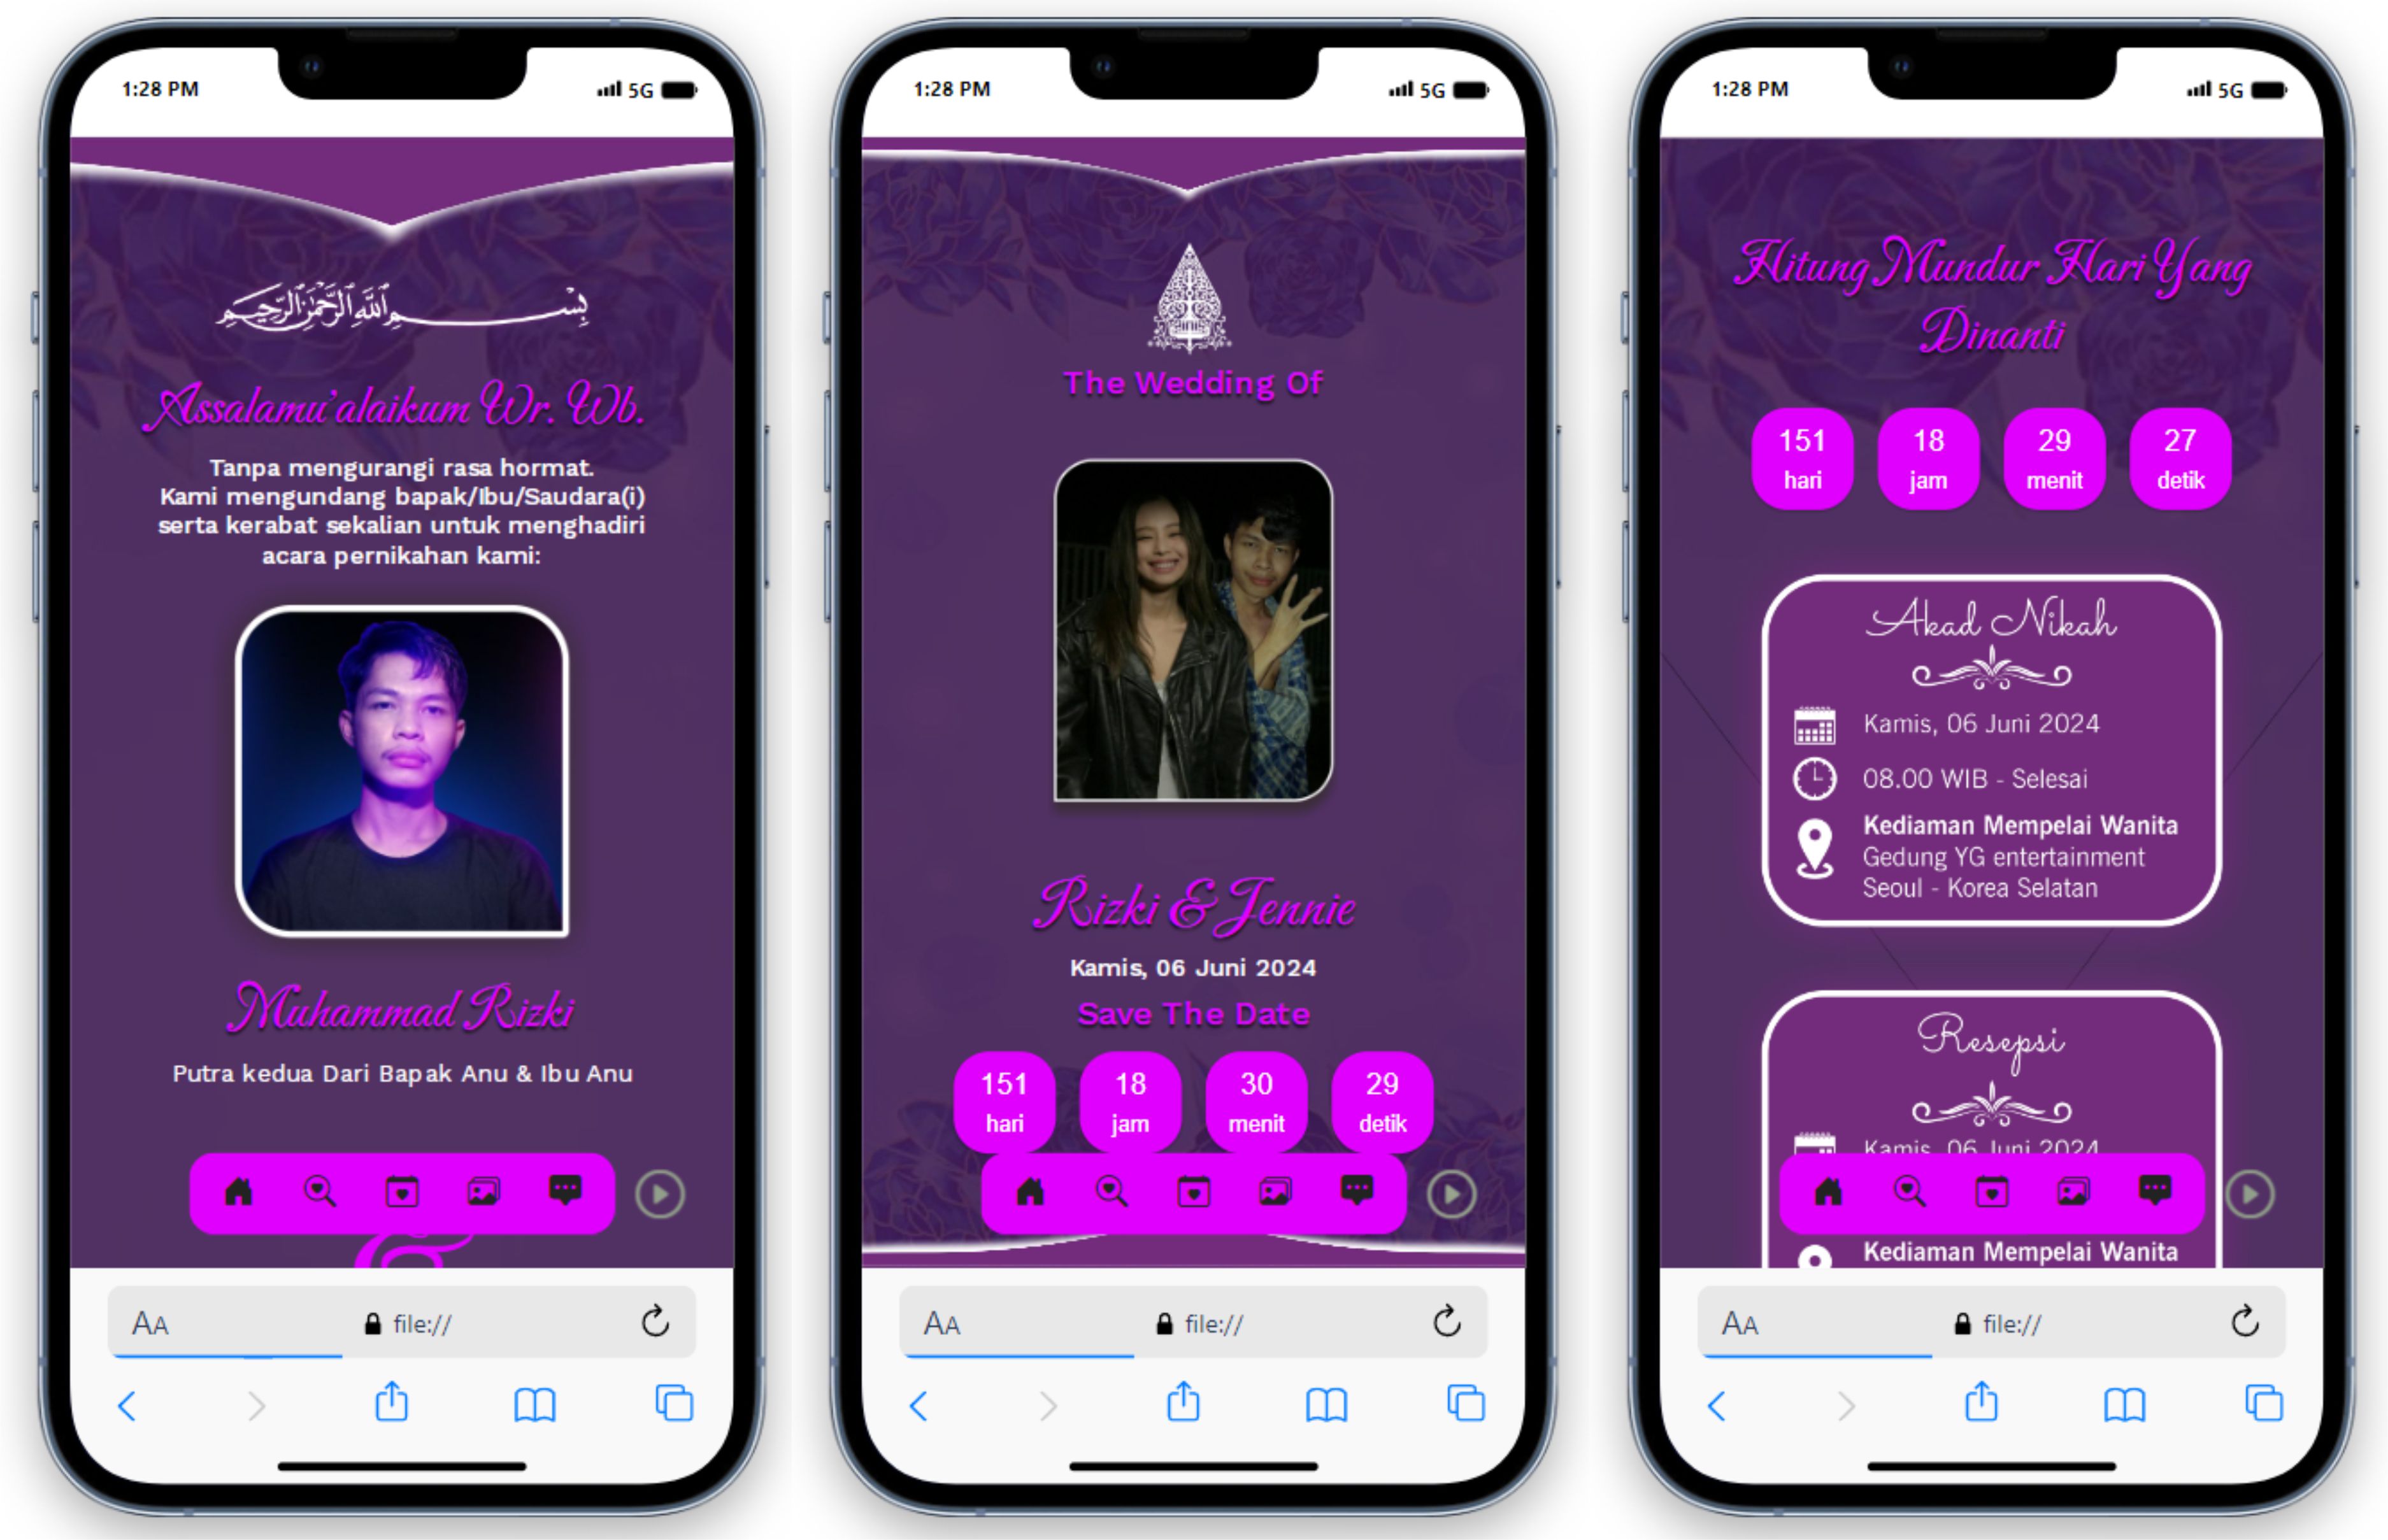 1:28 PM
5G
بِسْمِ اللَّهِ الرَّحْمَٰنِ الرَّحِيمِ
Assalamu'alaikum Wr. Wb.
Tanpa mengurangi rasa hormat.
Kami mengundang bapak/Ibu/Saudara(i)
serta kerabat sekalian untuk menghadiri
acara pernikahan kami:
Muhammad Rizki
Putra kedua Dari Bapak Anu & Ibu Anu
&
AA
file://
1:28 PM
5G
The Wedding Of
Rizki & Jennie
Kamis, 06 Juni 2024
Save The Date
151 18 30 29
hari jam menit detik
AA
file://
1:28 PM
5G
Hitung Mundur Hari Yang
Dinanti
151 18 29 27
hari jam menit detik
Akad Nikah
Kamis, 06 Juni 2024
08.00 WIB - Selesai
Kediaman Mempelai Wanita
Gedung YG entertainment
Seoul - Korea Selatan
Resepsi
Kamis, 06 Juni 2024
Kediaman Mempelai Wanita
AA
file://